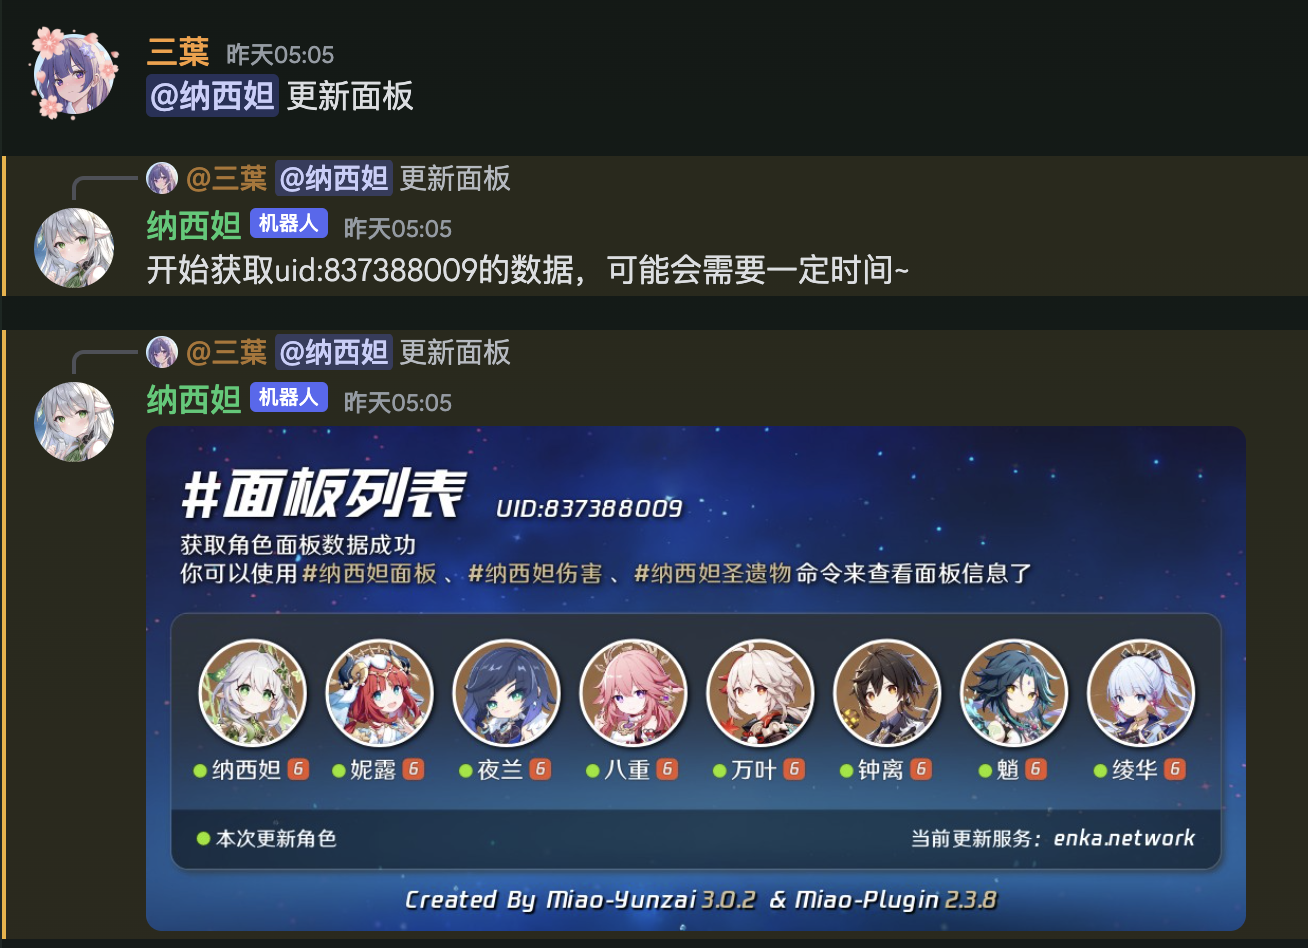 三葉 昨天05:05
@纳西妲 更新面板
@三葉 @纳西妲 更新面板
纳西妲 机器人 昨天05:05
开始获取uid:837388009的数据，可能会需要一定时间~
@三葉 @纳西妲 更新面板
纳西妲 机器人 昨天05:05
#面板列表 UID:837388009
获取角色面板数据成功
你可以使用 #纳西妲面板 、 #纳西妲伤害 、 #纳西妲圣遗物 命令来查看面板信息了
纳西妲 6 妮露 6 夜兰 6 八重 6 万叶 6 钟离 6 魈 6 绫华 6
本次更新角色 当前更新服务： enka.network
Created By Miao-Yunzai 3.0.2 & Miao-Plugin 2.3.8